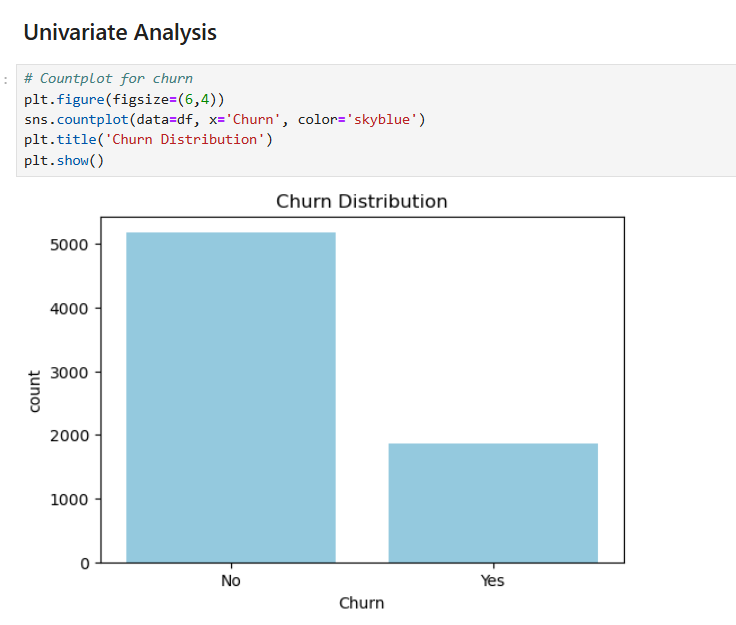 Univariate Analysis
:
# Countplot for churn
plt.figure(figsize=(6,4))
sns.countplot(data=df, x='Churn', color='skyblue')
plt.title('Churn Distribution')
plt.show()
Churn Distribution
5000
4000
3000
2000
1000
0
count
No Yes
Churn